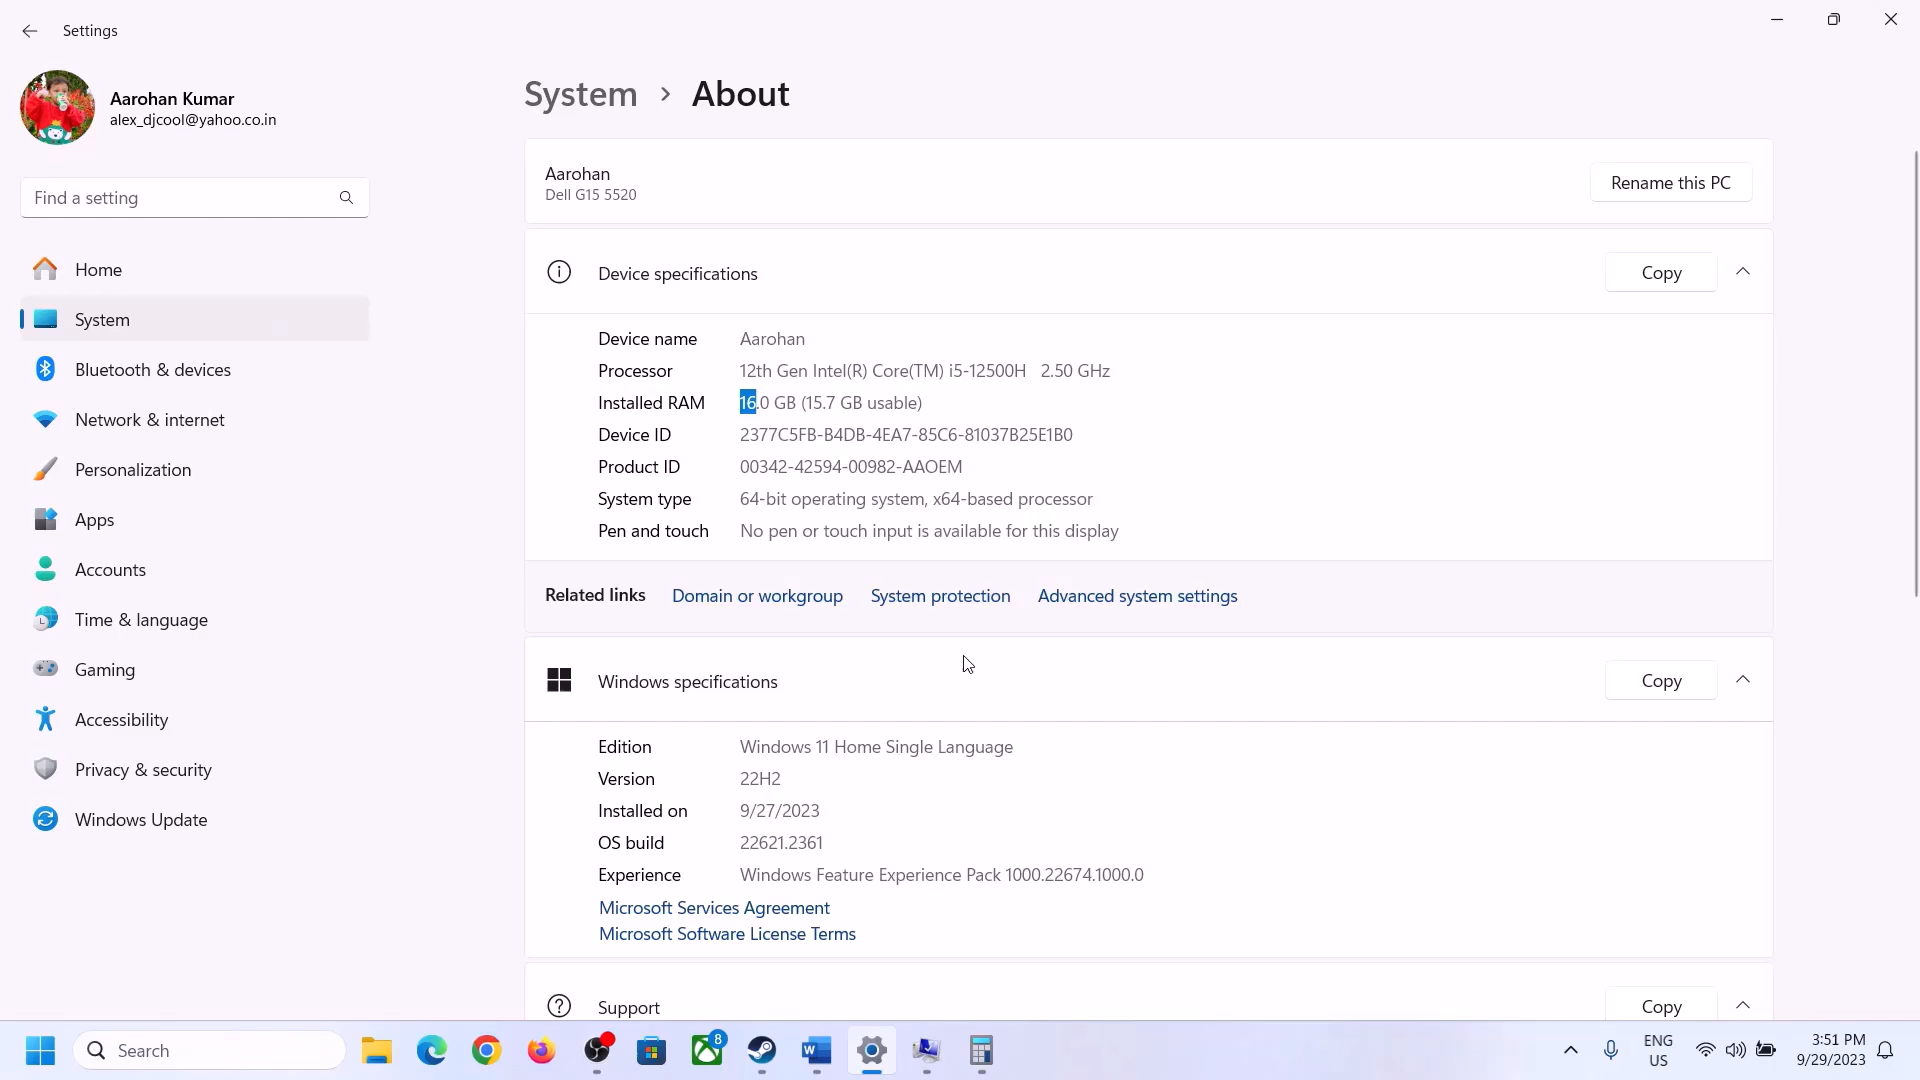 Settings
Aarohan Kumar
alex_djcool@yahoo.co.in
Find a setting
Home
System
Bluetooth & devices
Network & internet
Personalization
Apps
Accounts
Time & language
Gaming
Accessibility
Privacy & security
Windows Update
System > About
Aarohan
Dell G15 5520
Rename this PC
Device specifications
Copy
Device name Aarohan
Processor 12th Gen Intel(R) Core(TM) i5-12500H 2.50 GHz
Installed RAM 16.0 GB (15.7 GB usable)
Device ID 2377C5FB-B4DB-4EA7-85C6-81037B25E1B0
Product ID 00342-42594-00982-AAOEM
System type 64-bit operating system, x64-based processor
Pen and touch No pen or touch input is available for this display
Related links Domain or workgroup System protection Advanced system settings
Windows specifications
Copy
Edition Windows 11 Home Single Language
Version 22H2
Installed on 9/27/2023
OS build 22621.2361
Experience Windows Feature Experience Pack 1000.22674.1000.0
Microsoft Services Agreement
Microsoft Software License Terms
Support
Copy
Search
8
W
ENG
US
3:51 PM
9/29/2023